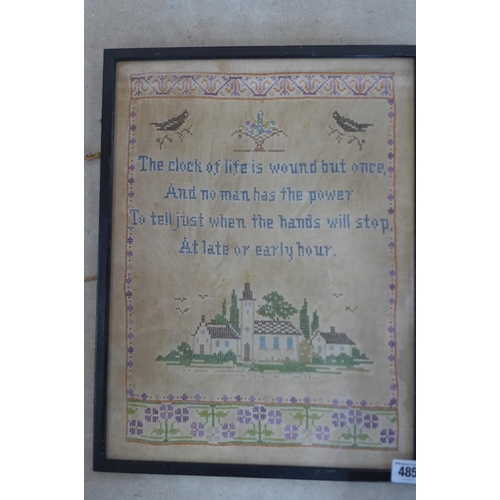 The clock of life is wound but once,
And no man has the power
To tell just when the hands will stop,
At late or early hour.
485